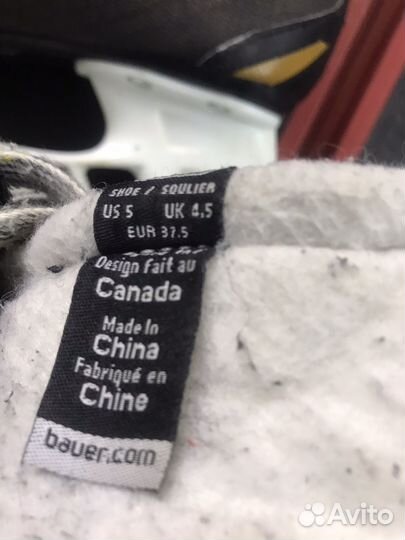 SHOE / SOULIER
US 5 UK 4.5
EUR 37.5
Design fait au
Canada
Made in
China
Fabriqué en
Chine
bauer.com
Avito